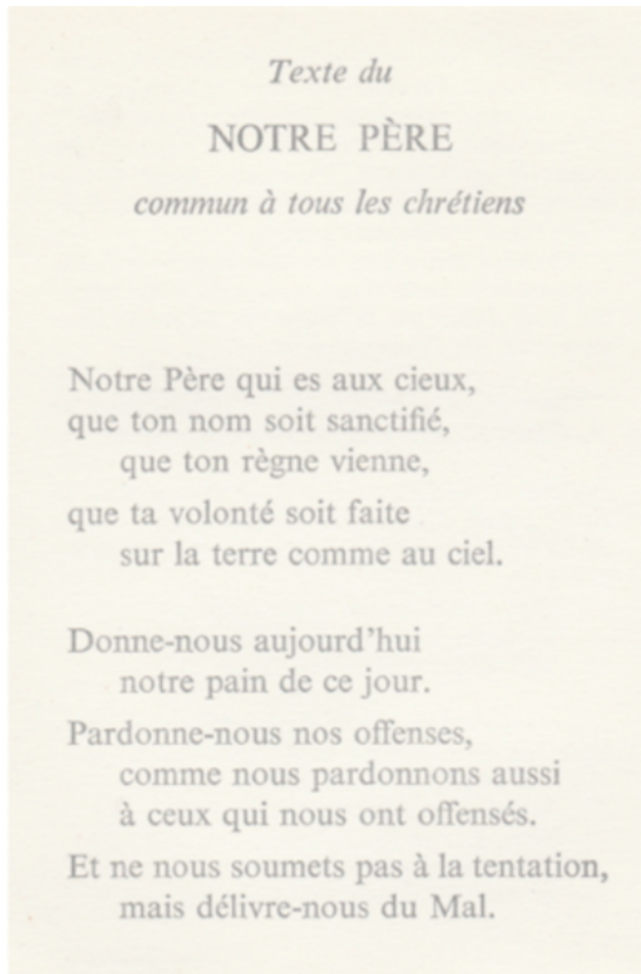 Texte du
NOTRE PÈRE
commun à tous les chrétiens
Notre Père qui es aux cieux,
que ton nom soit sanctifié,
que ton règne vienne,
que ta volonté soit faite
sur la terre comme au ciel.
Donne-nous aujourd’hui
notre pain de ce jour.
Pardonne-nous nos offenses,
comme nous pardonnons aussi
à ceux qui nous ont offensés.
Et ne nous soumets pas à la tentation,
mais délivre-nous du Mal.